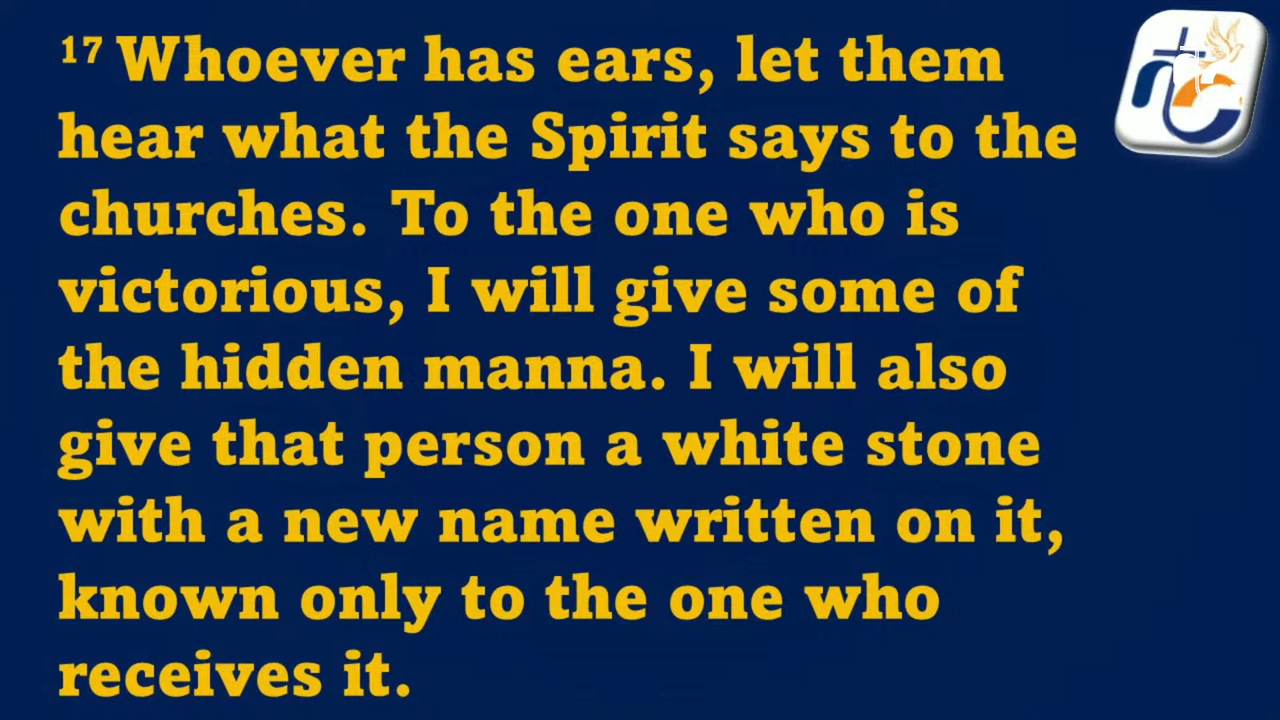 17 Whoever has ears, let them
hear what the Spirit says to the
churches. To the one who is
victorious, I will give some of
the hidden manna. I will also
give that person a white stone
with a new name written on it,
known only to the one who
receives it.